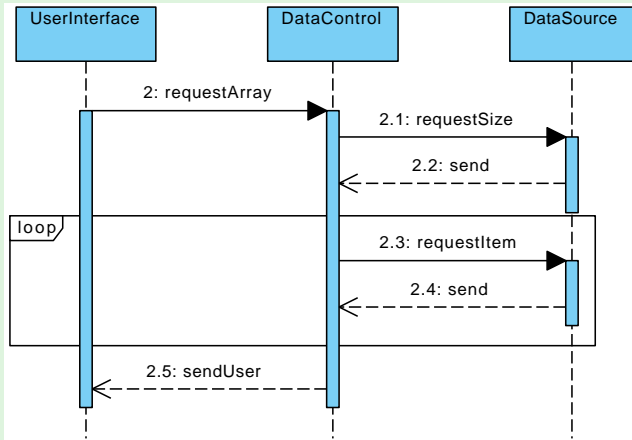 UserInterface
DataControl
DataSource
2: requestArray
2.1: requestSize
2.2: send
loop
2.3: requestItem
2.4: send
2.5: sendUser